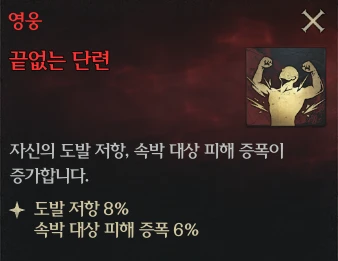 영웅
끝없는 단련
자신의 도발 저항, 속박 대상 피해 증폭이
증가합니다.
도발 저항 8%
속박 대상 피해 증폭 6%